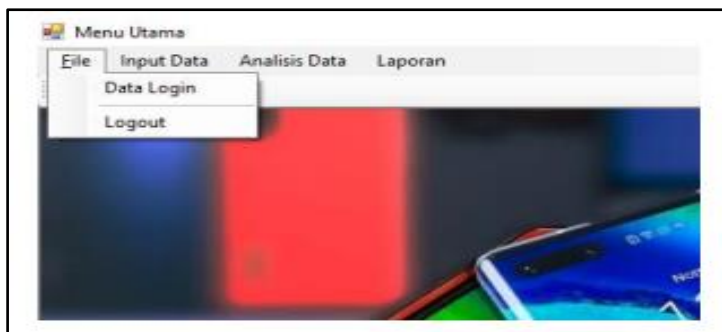 Menu Utama
File Input Data Analisis Data Laporan
Data Login
Logout